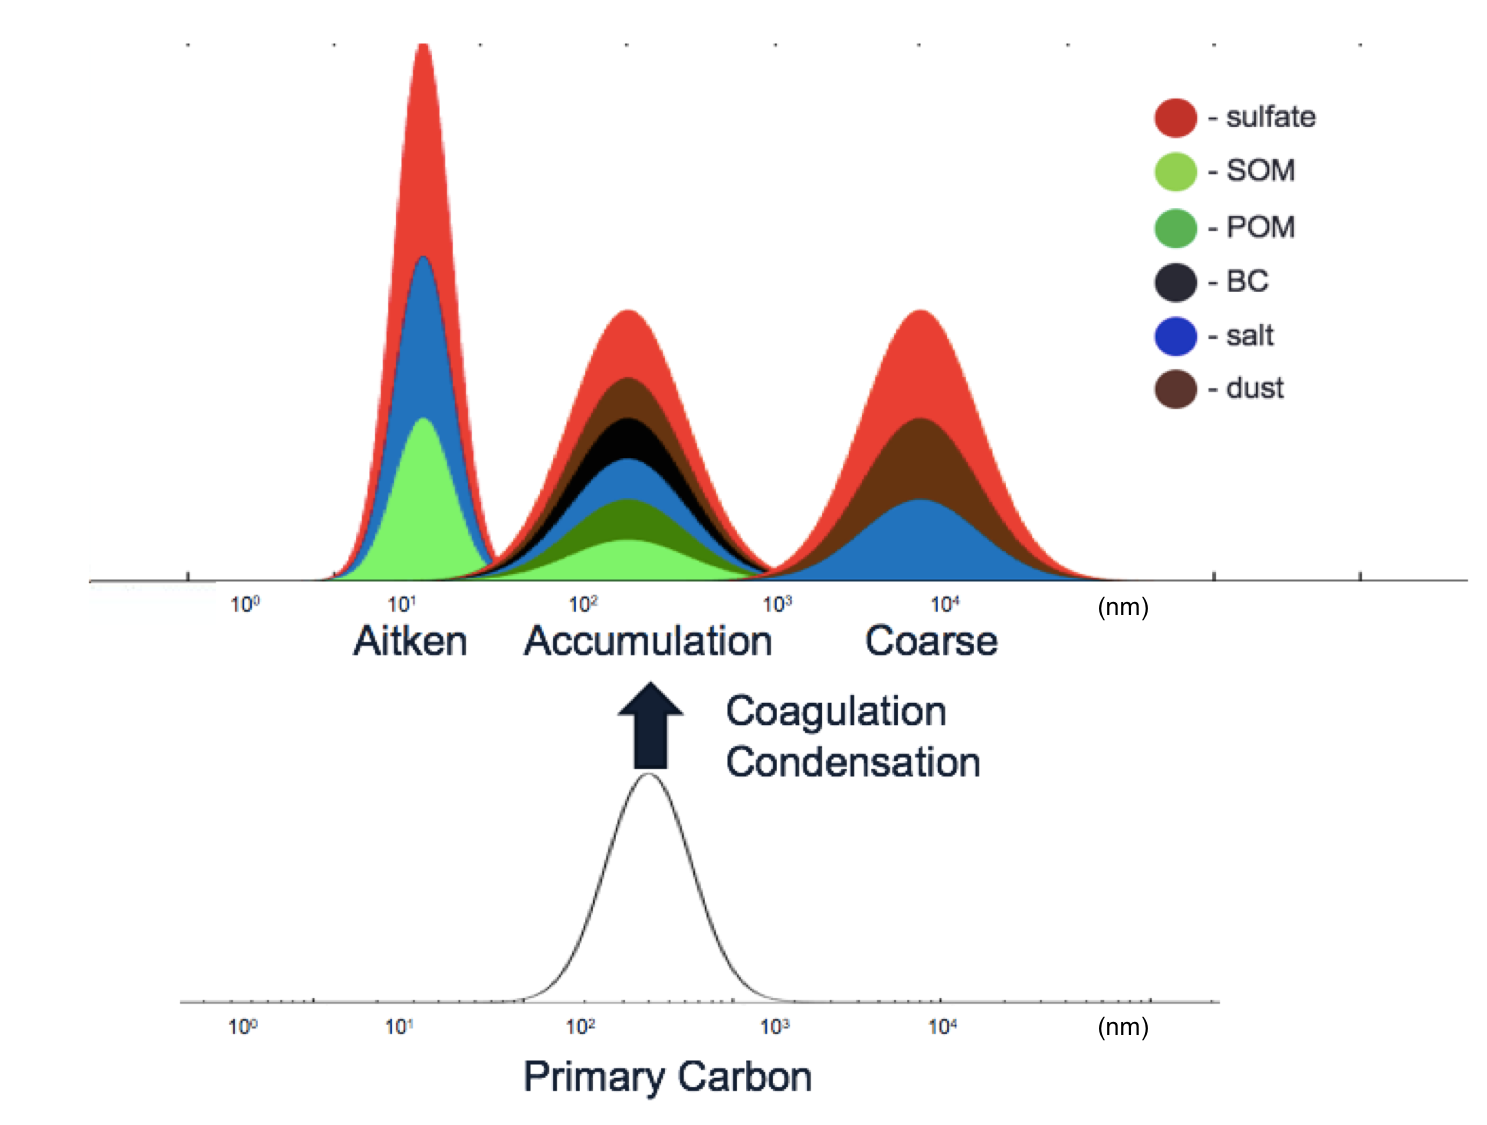 - sulfate
- SOM
- POM
- BC
- salt
- dust
10⁰ 10¹ 10² 10³ 10⁴ (nm)
Aitken Accumulation Coarse
Coagulation
Condensation
10⁰ 10¹ 10² 10³ 10⁴ (nm)
Primary Carbon